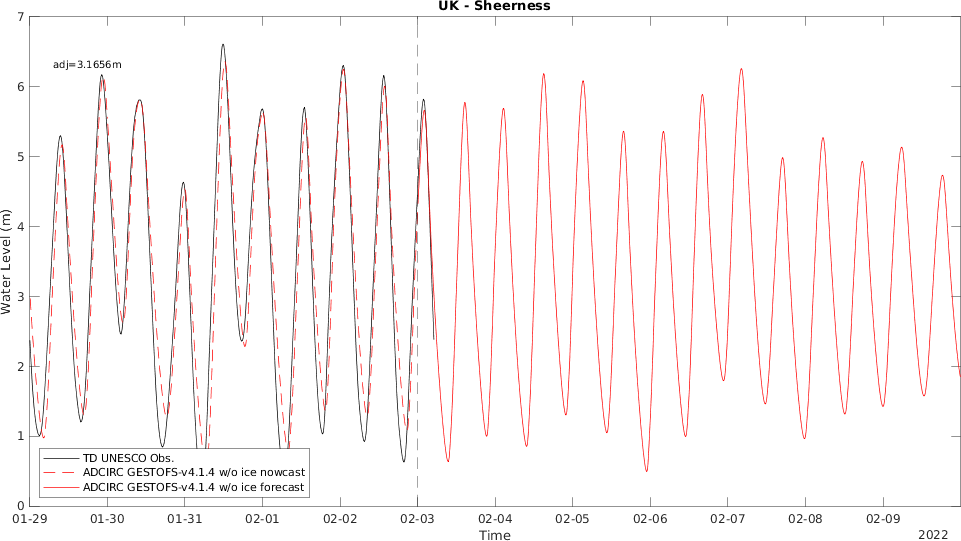 UK - Sheerness
7
adj=3.1656m
6
5
4
Water Level (m)
3
2
1
TD UNESCO Obs.
ADCIRC GESTOFS-v4.1.4 w/o ice nowcast
ADCIRC GESTOFS-v4.1.4 w/o ice forecast
0
01-29 01-30 01-31 02-01 02-02 02-03 02-04 02-05 02-06 02-07 02-08 02-09
Time
2022